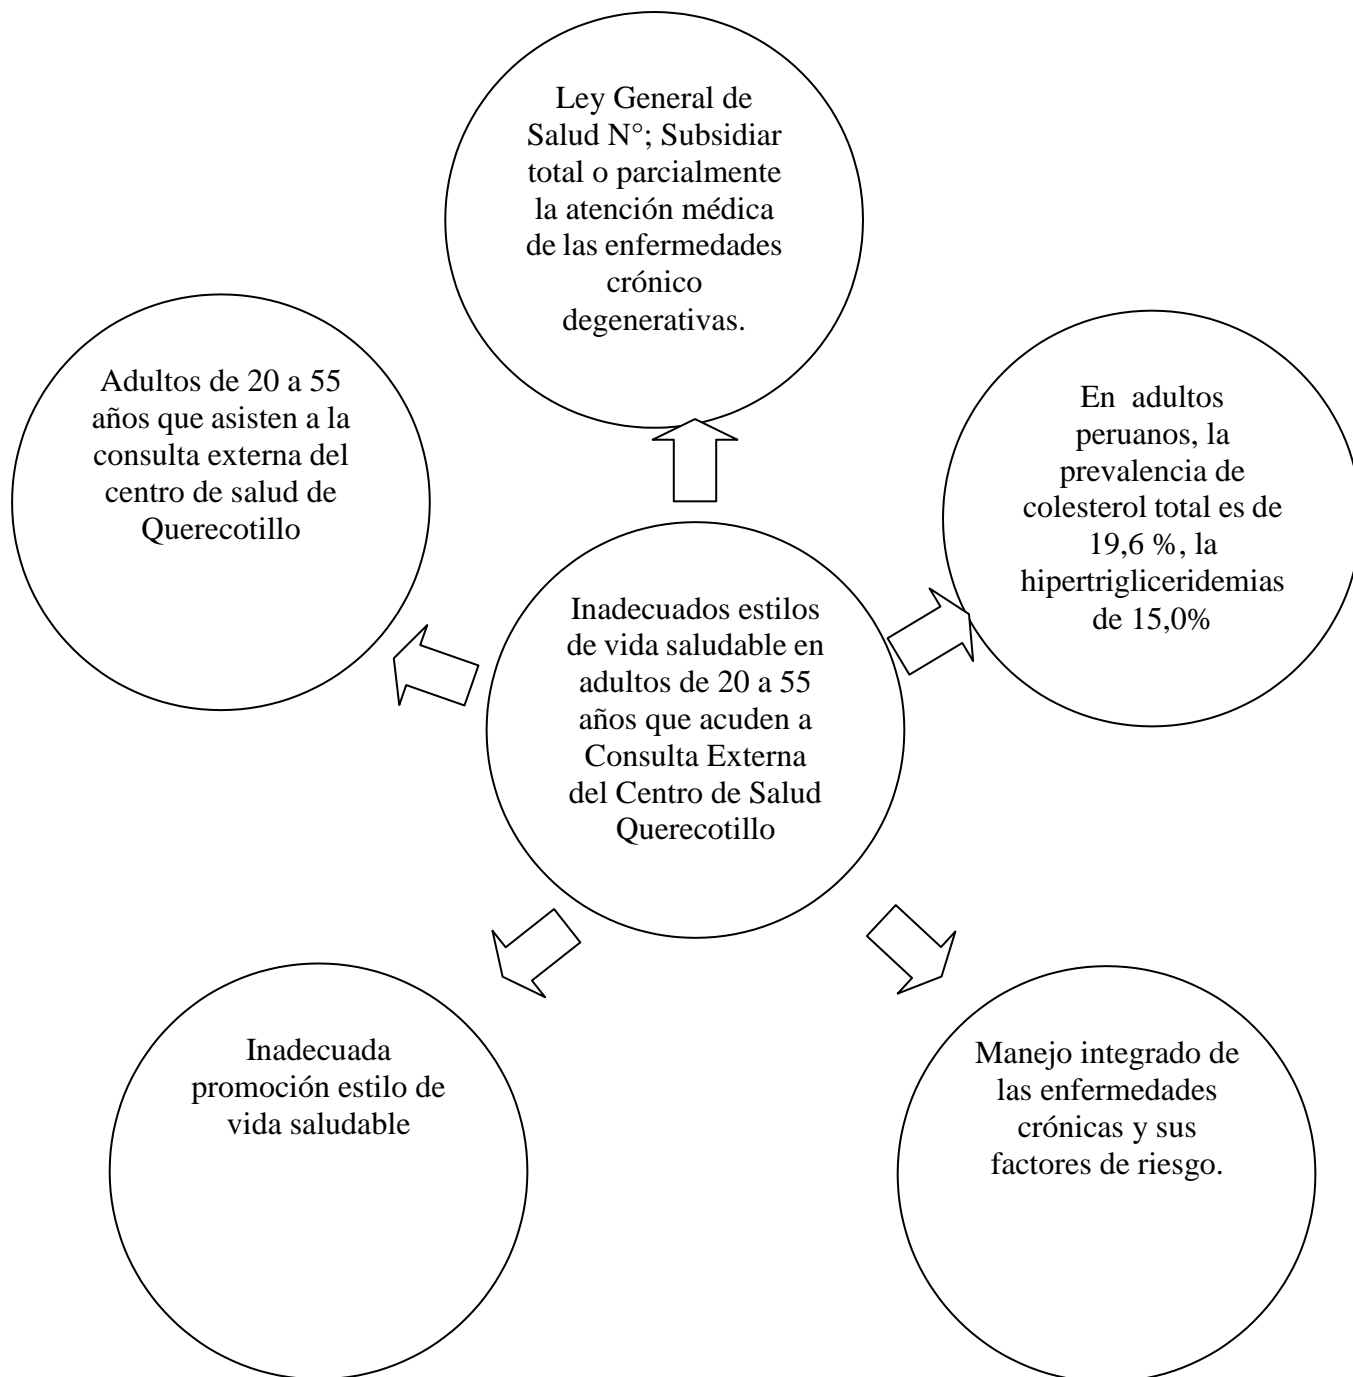 Ley General de
Salud N°; Subsidiar
total o parcialmente
la atención médica
de las enfermedades
crónico
degenerativas.
Adultos de 20 a 55
años que asisten a la
consulta externa del
centro de salud de
Querecotillo
En adultos
peruanos, la
prevalencia de
colesterol total es de
19,6 %, la
hipertrigliceridemias
de 15,0%
Inadecuados estilos
de vida saludable en
adultos de 20 a 55
años que acuden a
Consulta Externa
del Centro de Salud
Querecotillo
Inadecuada
promoción estilo de
vida saludable
Manejo integrado de
las enfermedades
crónicas y sus
factores de riesgo.